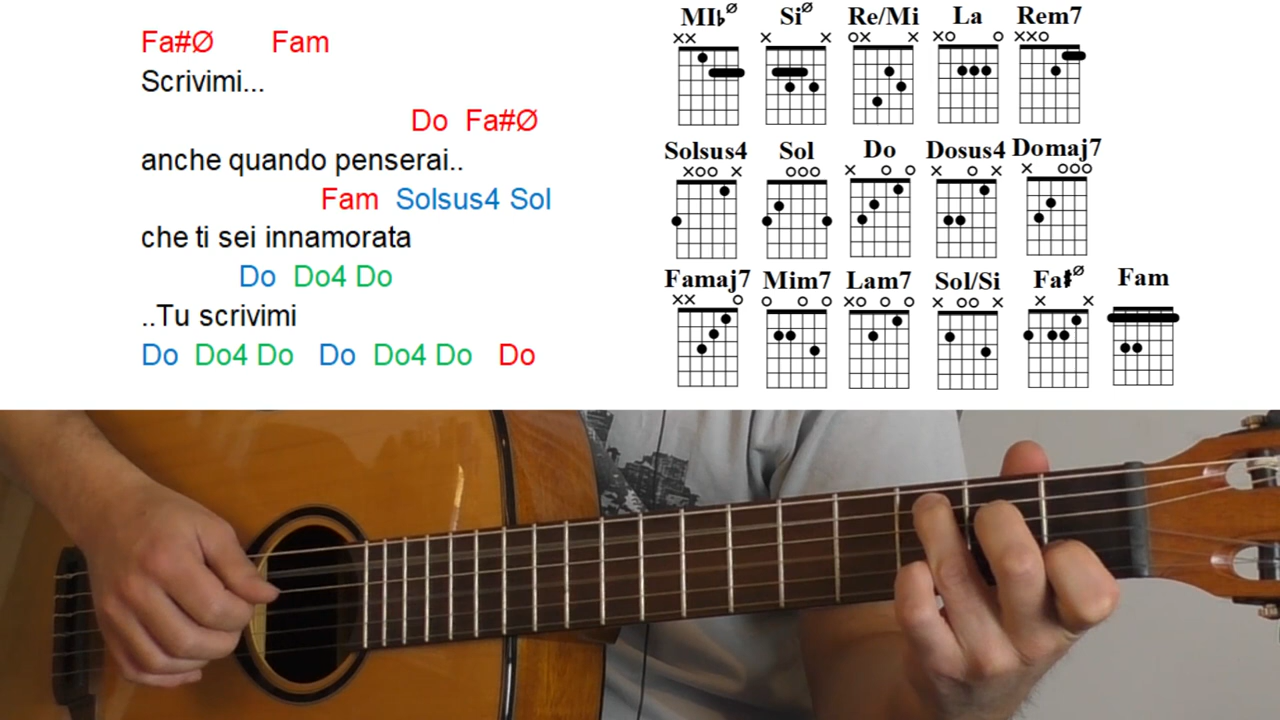 Fa#Ø Fam
Scrivimi...
Do Fa#Ø
anche quando penserai..
Fam Solsus4 Sol
che ti sei innamorata
Do Do4 Do
..Tu scrivimi
Do Do4 Do Do Do4 Do Do
MI♭ø Siø Re/Mi La Rem7
Solsus4 Sol Do Dosus4 Domaj7
Famaj7 Mim7 Lam7 Sol/Si Fa♯ø Fam